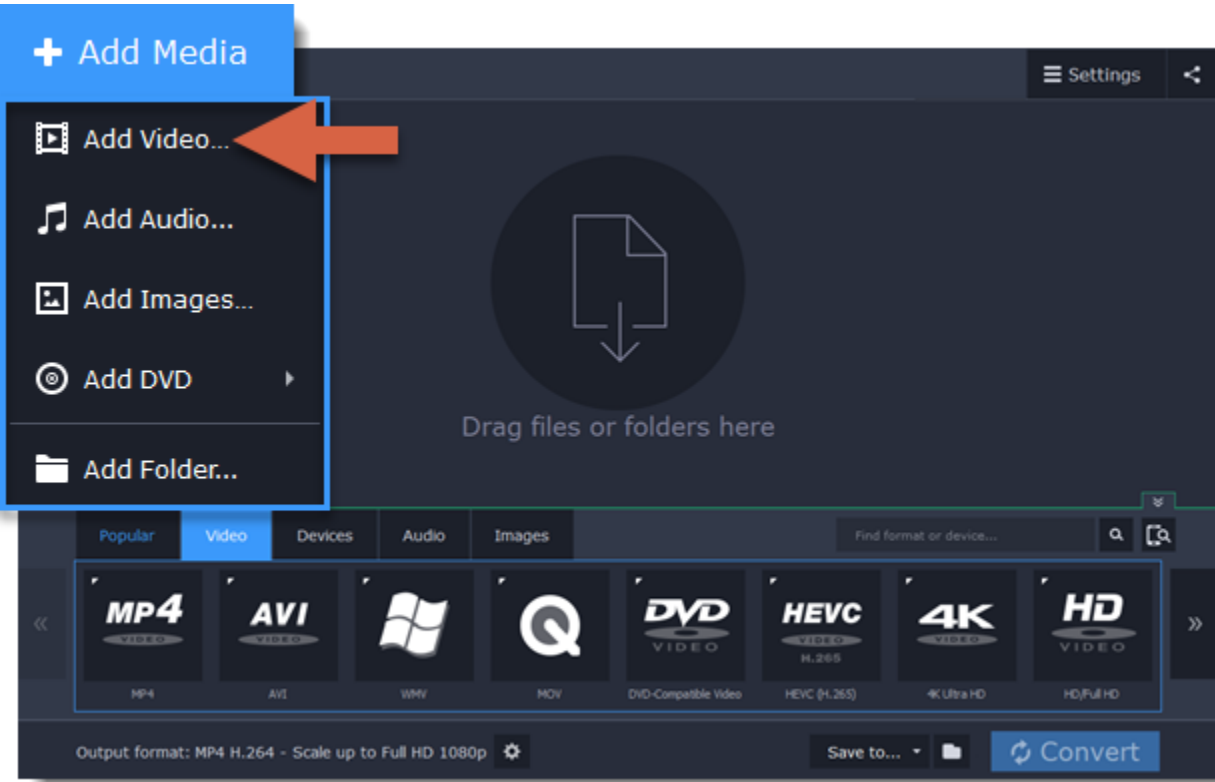 Add Media
Settings
Add Video...
Add Audio...
Add Images...
Add DVD
Add Folder...
Drag files or folders here
Popular Video Devices Audio Images Find format or device...
MP4 VIDEO
AVI VIDEO
DVD VIDEO
HEVC VIDEO H.265
4K VIDEO
HD VIDEO
MP4 AVI WMV MOV DVD-Compatible Video HEVC (H.265) 4K Ultra HD HD/Full HD
Output format: MP4 H.264 - Scale up to Full HD 1080p Save to... Convert